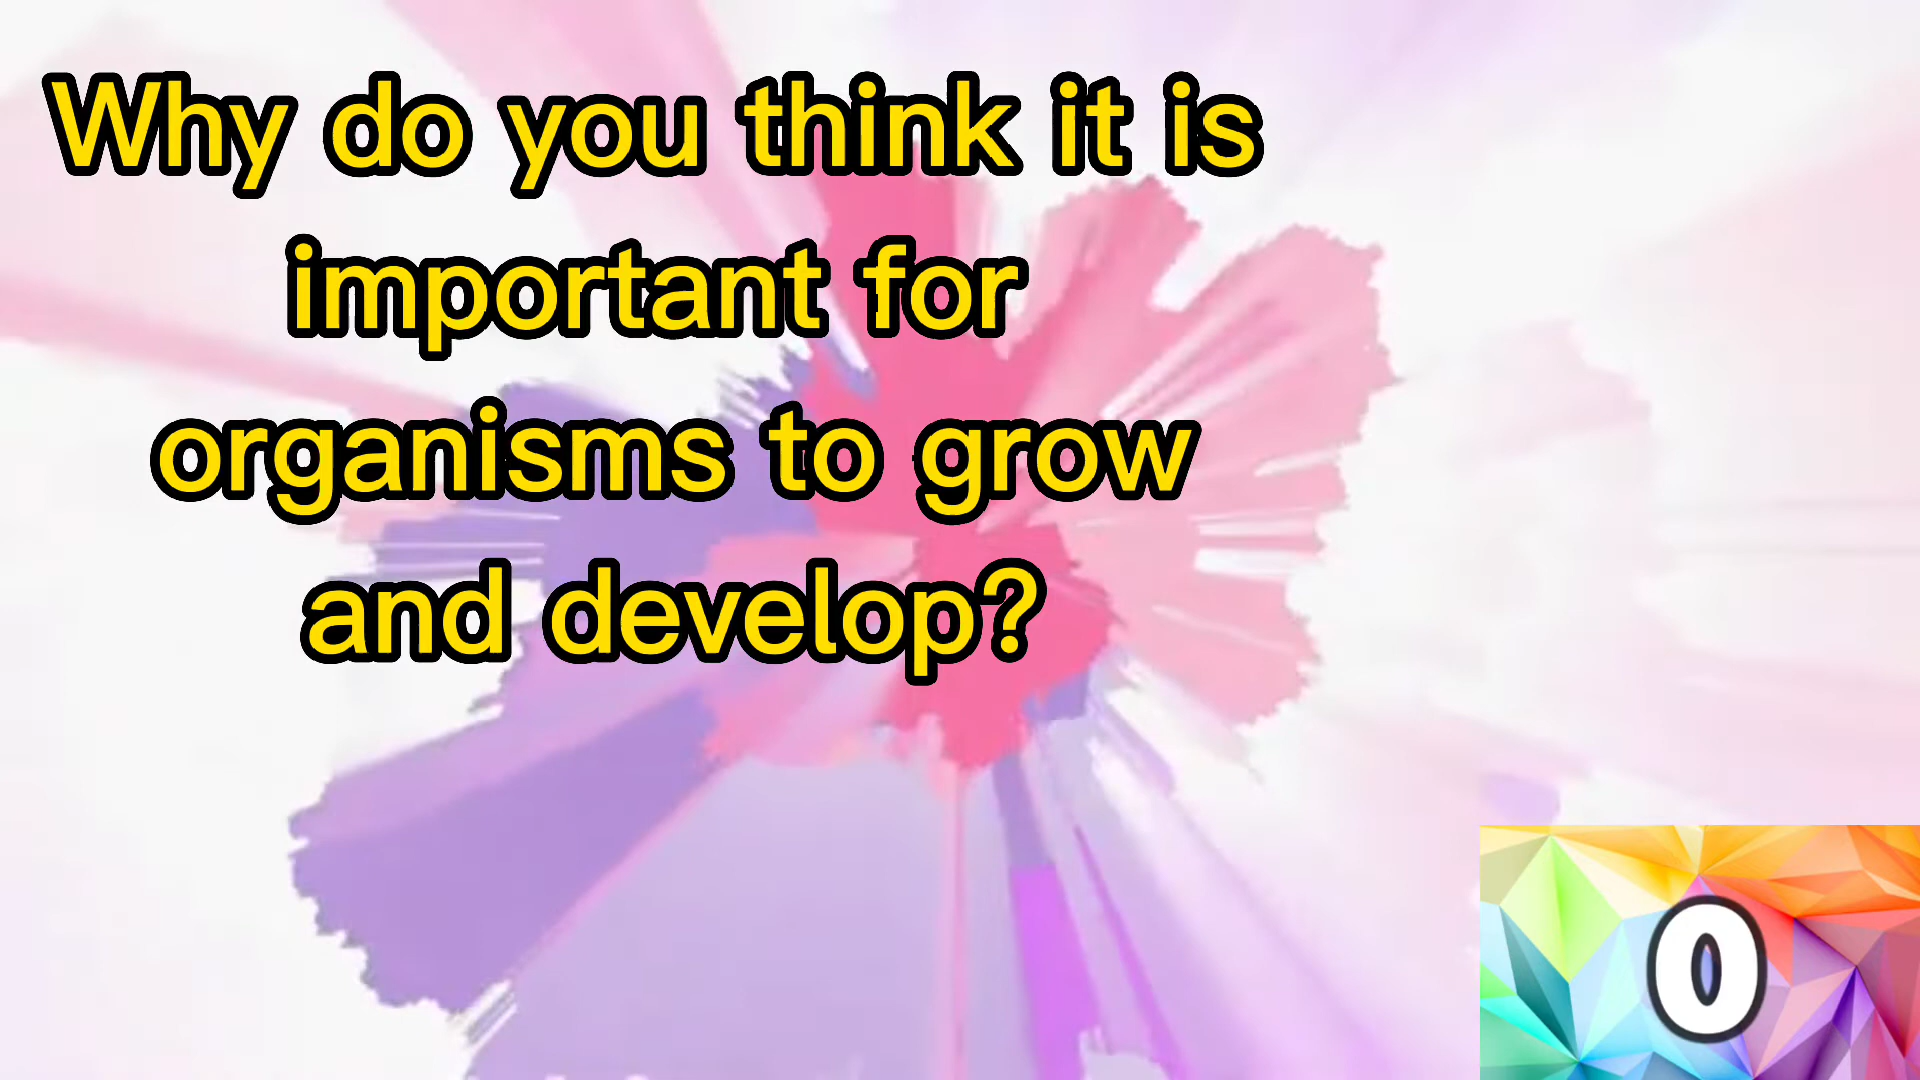 Why do you think it is
important for
organisms to grow
and develop?
0